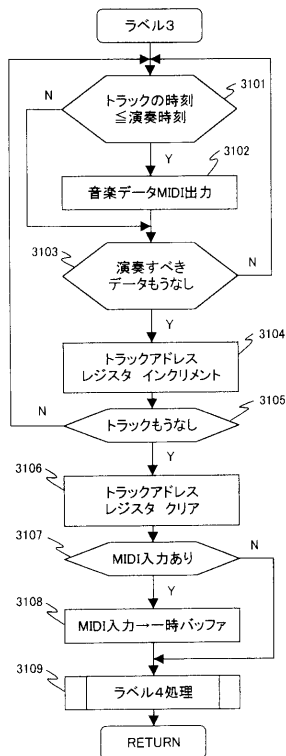 ラベル3
3101
N
トラックの時刻
≦演奏時刻
Y
3102
音楽データMIDI出力
3103
演奏すべき
データもうなし
N
Y
3104
トラックアドレス
レジスタ インクリメント
N
3105
トラックもうなし
Y
3106
トラックアドレス
レジスタ クリア
3107
MIDI入力あり
N
Y
3108
MIDI入力→一時バッファ
3109
ラベル4処理
RETURN